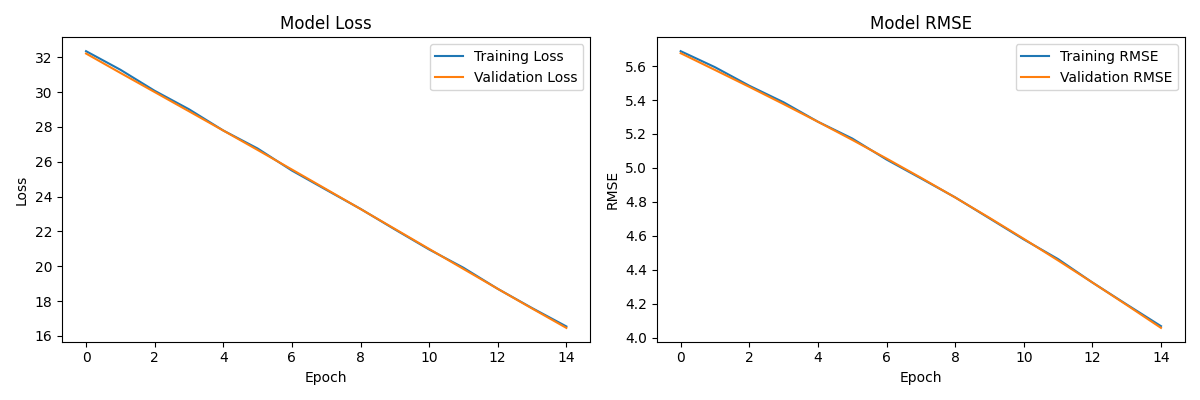 Model Loss
32
30
28
26
24
22
20
18
16
Loss
0 2 4 6 8 10 12 14
Epoch
Training Loss
Validation Loss
Model RMSE
5.6
5.4
5.2
5.0
4.8
4.6
4.4
4.2
4.0
RMSE
0 2 4 6 8 10 12 14
Epoch
Training RMSE
Validation RMSE